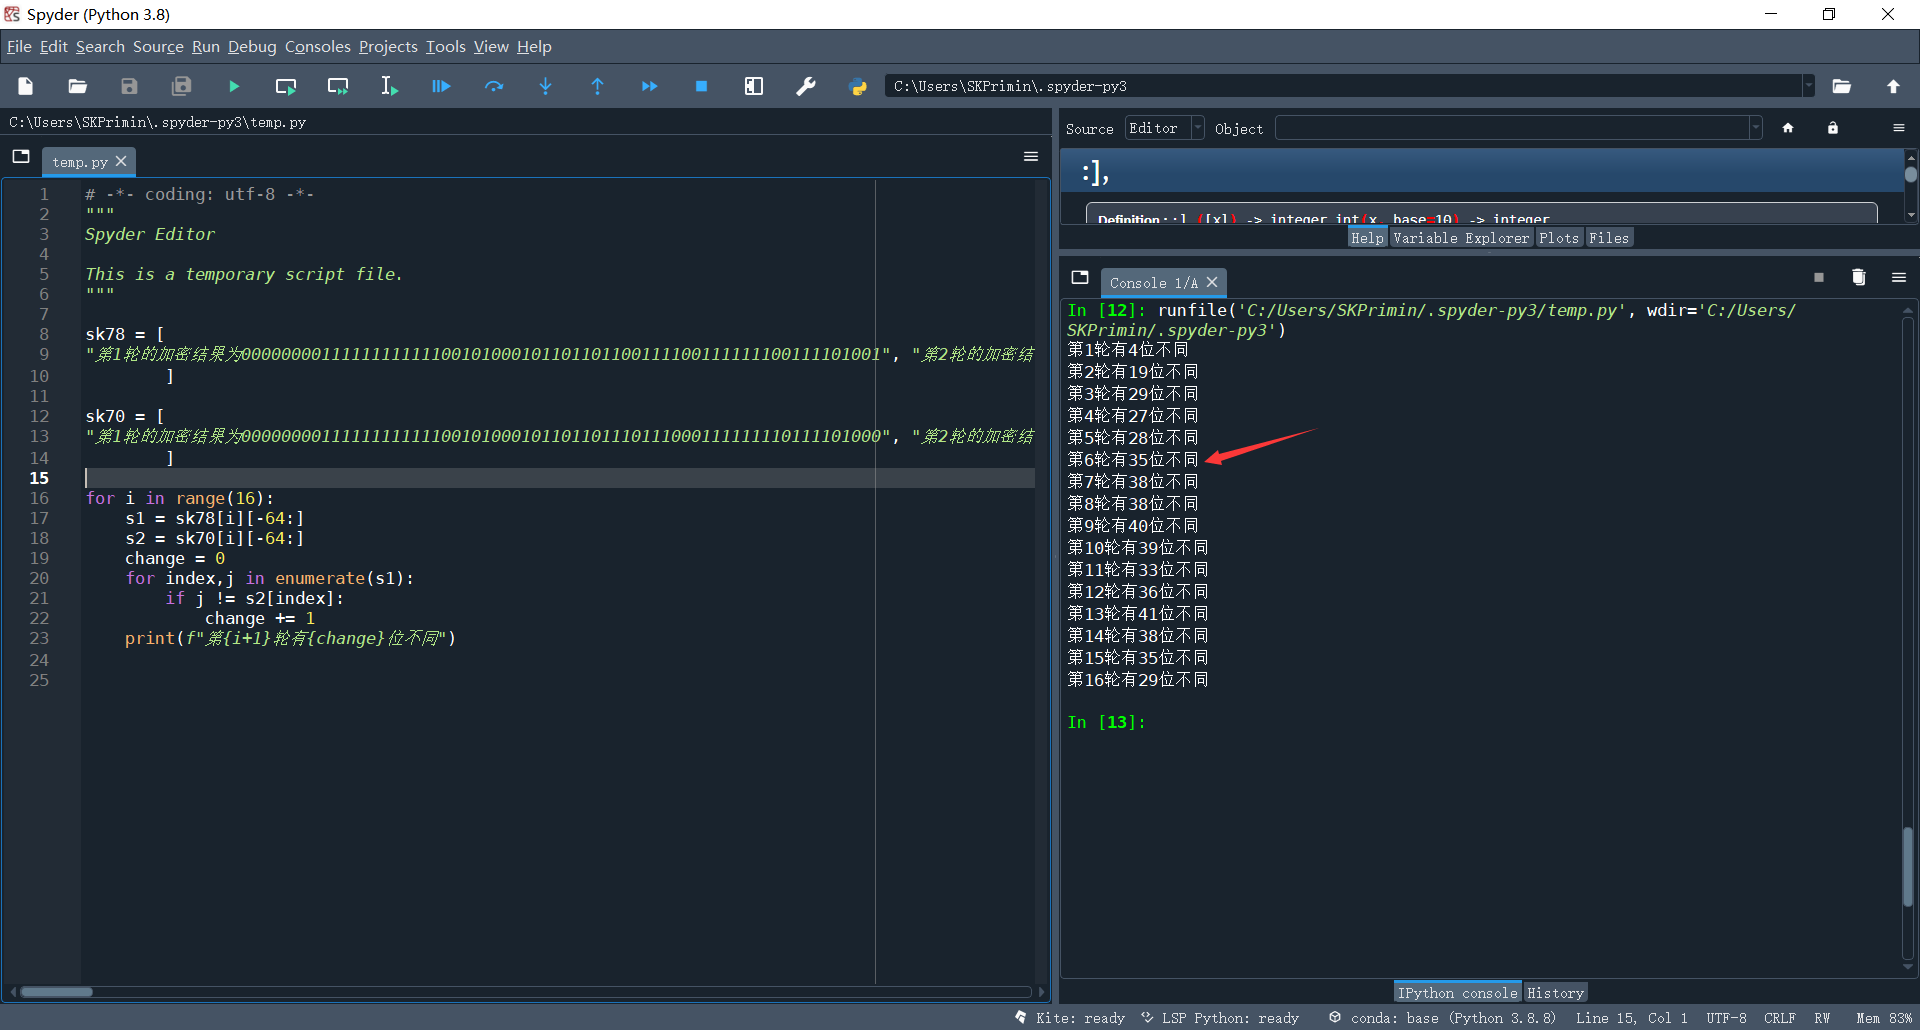 Spyder (Python 3.8)
File Edit Search Source Run Debug Consoles Projects Tools View Help
C:\Users\SKPrimin\.spyder-py3
C:\Users\SKPrimin\.spyder-py3\temp.py
temp.py
1 # -*- coding: utf-8 -*-
2 """
3 Spyder Editor
4
5 This is a temporary script file.
6 """
7
8 sk78 = [
9 "第1轮的加密结果为0000000011111111111100101000101101101100111100111111100111101001", "第2轮的加密结
10 ]
11
12 sk70 = [
13 "第1轮的加密结果为0000000011111111111100101000101101101110111000111111110111101000", "第2轮的加密结
14 ]
15
16 for i in range(16):
17 s1 = sk78[i][-64:]
18 s2 = sk70[i][-64:]
19 change = 0
20 for index,j in enumerate(s1):
21 if j != s2[index]:
22 change += 1
23 print(f"第{i+1}轮有{change}位不同")
24
25
Source Editor Object
:],
Definition : :] ([x]) -> integer int(x, base=10) -> integer
Help Variable Explorer Plots Files
Console 1/A
In [12]: runfile('C:/Users/SKPrimin/.spyder-py3/temp.py', wdir='C:/Users/
SKPrimin/.spyder-py3')
第1轮有4位不同
第2轮有19位不同
第3轮有29位不同
第4轮有27位不同
第5轮有28位不同
第6轮有35位不同
第7轮有38位不同
第8轮有38位不同
第9轮有40位不同
第10轮有39位不同
第11轮有33位不同
第12轮有36位不同
第13轮有41位不同
第14轮有38位不同
第15轮有35位不同
第16轮有29位不同
In [13]:
IPython console History
Kite: ready LSP Python: ready conda: base (Python 3.8.8) Line 15, Col 1 UTF-8 CRLF RW Mem 83%